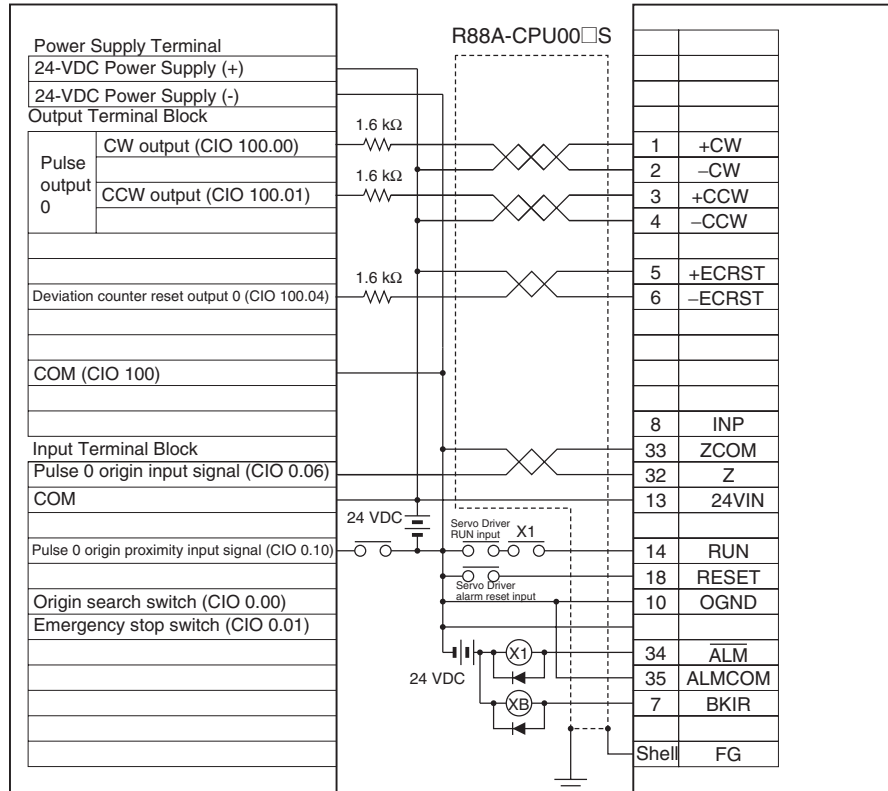 R88A-CPU00□S
Power Supply Terminal
24-VDC Power Supply (+)
24-VDC Power Supply (-)
Output Terminal Block
Pulse output 0
CW output (CIO 100.00)
CCW output (CIO 100.01)
Deviation counter reset output 0 (CIO 100.04)
COM (CIO 100)
Input Terminal Block
Pulse 0 origin input signal (CIO 0.06)
COM
Pulse 0 origin proximity input signal (CIO 0.10)
Origin search switch (CIO 0.00)
Emergency stop switch (CIO 0.01)
1.6 kΩ
1.6 kΩ
1.6 kΩ
24 VDC
Servo Driver
RUN input
X1
Servo Driver
alarm reset input
X1
24 VDC
XB
1 +CW
2 −CW
3 +CCW
4 −CCW
5 +ECRST
6 −ECRST
8 INP
33 ZCOM
32 Z
13 24VIN
14 RUN
18 RESET
10 OGND
34 A̅L̅M̅
35 ALMCOM
7 BKIR
Shell FG